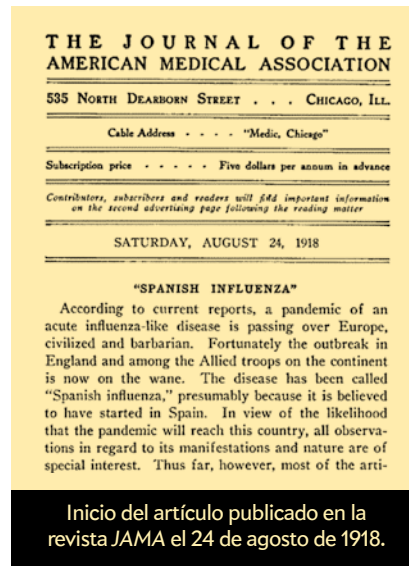 THE JOURNAL OF THE
AMERICAN MEDICAL ASSOCIATION
535 NORTH DEARBORN STREET . . . CHICAGO, ILL.
Cable Address - - - - "Medic, Chicago"
Subscription price - - - - - Five dollars per annum in advance
Contributors, subscribers and readers will find important information
on the second advertising page following the reading matter
SATURDAY, AUGUST 24, 1918
"SPANISH INFLUENZA"
According to current reports, a pandemic of an
acute influenza-like disease is passing over Europe,
civilized and barbarian. Fortunately the outbreak in
England and among the Allied troops on the continent
is now on the wane. The disease has been called
"Spanish influenza," presumably because it is believed
to have started in Spain. In view of the likelihood
that the pandemic will reach this country, all observa-
tions in regard to its manifestations and nature are of
special interest. Thus far, however, most of the arti-
Inicio del artículo publicado en la
revista JAMA el 24 de agosto de 1918.